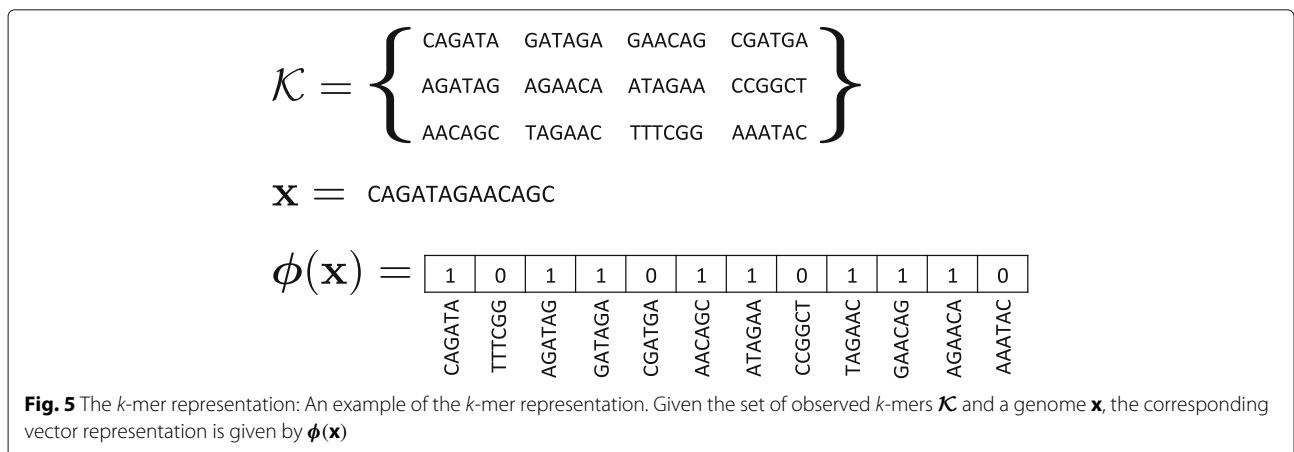 𝒦 = { CAGATA GATAGA GAACAG CGATGA
AGATAG AGAACA ATAGAA CCGGCT
AACAGC TAGAAC TTTCGG AAATAC }
x = CAGATAGAACAGC
ϕ(x) = 1 0 1 1 0 1 1 0 1 1 1 0
CAGATA TTTCGG AGATAG GATAGA CGATGA AACAGC ATAGAA CCGGCT TAGAAC GAACAG AGAACA AAATAC
Fig. 5 The k-mer representation: An example of the k-mer representation. Given the set of observed k-mers 𝒦 and a genome x, the corresponding
vector representation is given by ϕ(x)